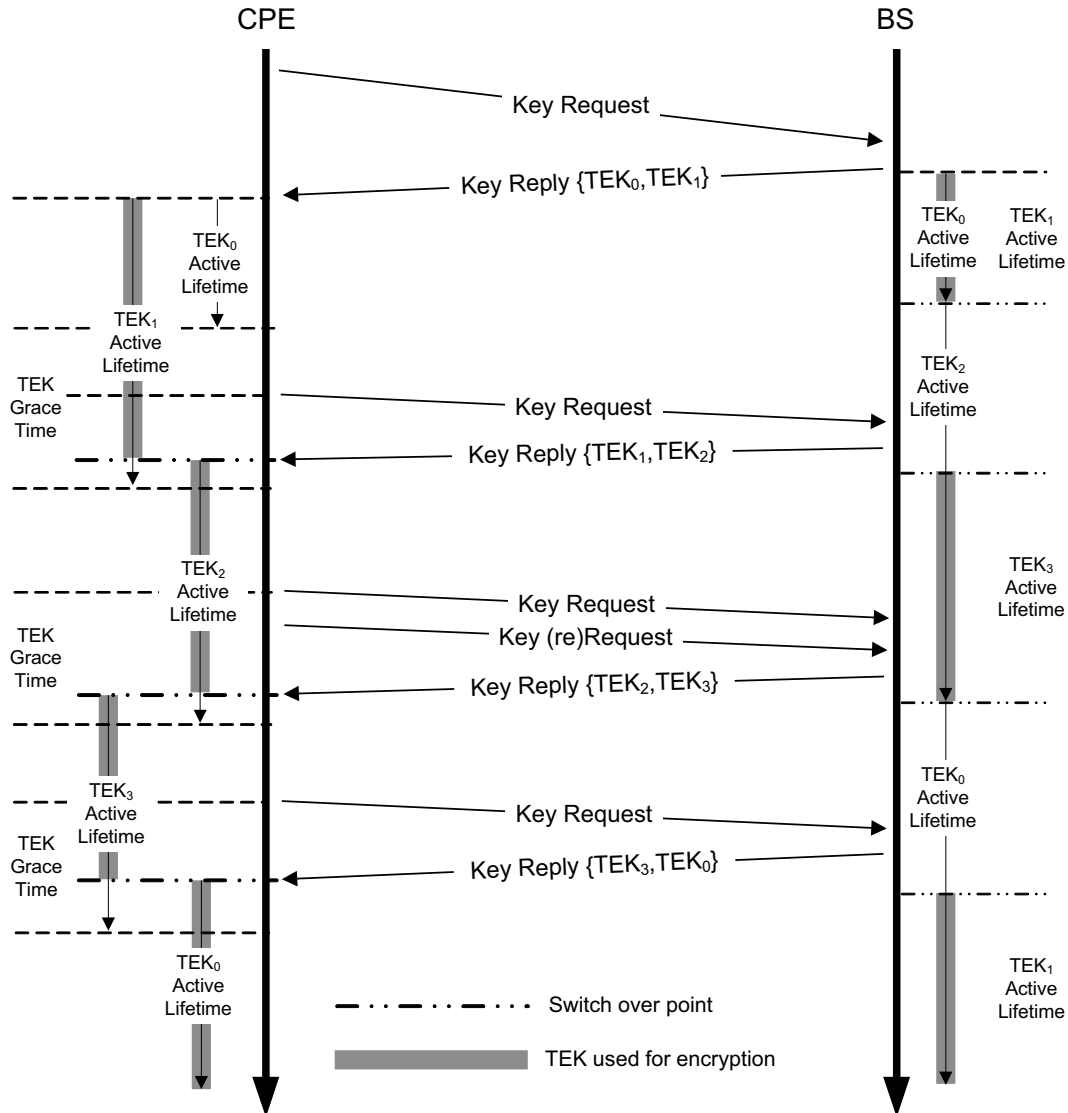 CPE
BS
Key Request
Key Reply {TEK₀,TEK₁}
TEK₀
Active
Lifetime
TEK₁
Active
Lifetime
TEK₀
Active
Lifetime
TEK₁
Active
Lifetime
TEK
Grace
Time
TEK₂
Active
Lifetime
Key Request
Key Reply {TEK₁,TEK₂}
TEK₂
Active
Lifetime
TEK₃
Active
Lifetime
Key Request
Key (re)Request
TEK
Grace
Time
Key Reply {TEK₂,TEK₃}
TEK₃
Active
Lifetime
TEK₀
Active
Lifetime
Key Request
TEK
Grace
Time
Key Reply {TEK₃,TEK₀}
TEK₀
Active
Lifetime
TEK₁
Active
Lifetime
Switch over point
TEK used for encryption